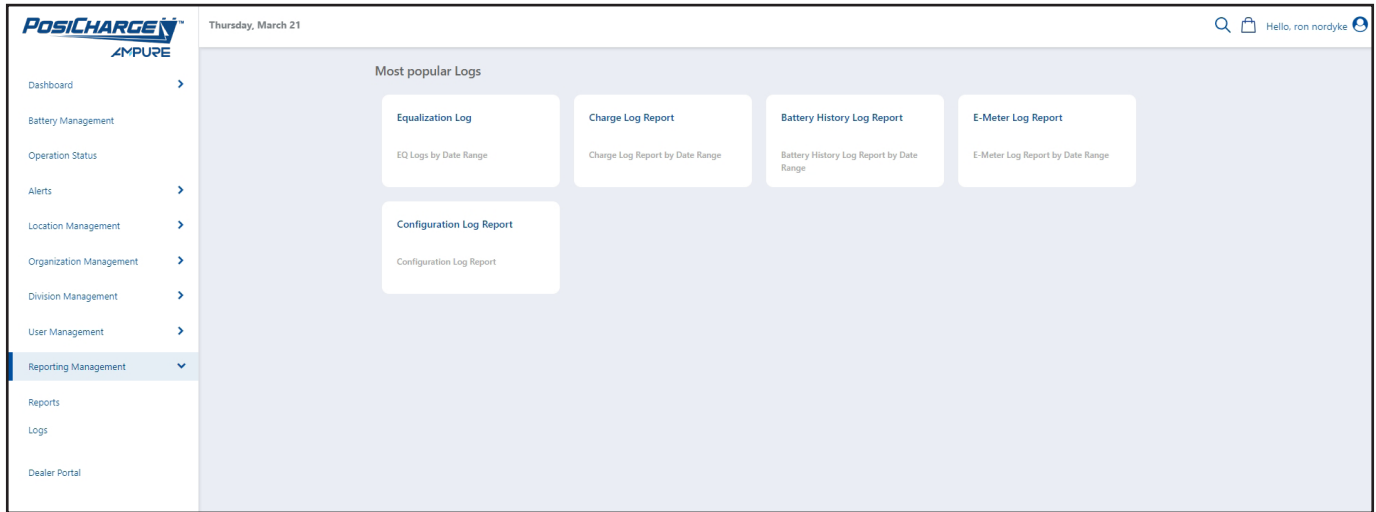 POSICHARGE™
AMPURE
Thursday, March 21
Hello, ron nordyke
Dashboard
Battery Management
Operation Status
Alerts
Location Management
Organization Management
Division Management
User Management
Reporting Management
Reports
Logs
Dealer Portal
Most popular Logs
Equalization Log
EQ Logs by Date Range
Charge Log Report
Charge Log Report by Date Range
Battery History Log Report
Battery History Log Report by Date
Range
E-Meter Log Report
E-Meter Log Report by Date Range
Configuration Log Report
Configuration Log Report